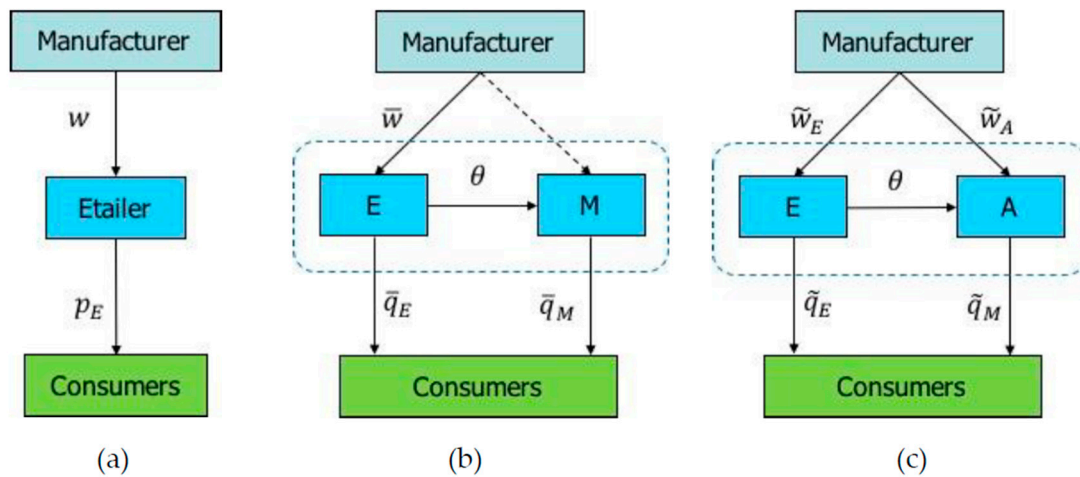 Manufacturer
w
Etailer
p_E
Consumers
(a)
Manufacturer
w̅
θ
E
M
q̅_E
q̅_M
Consumers
(b)
Manufacturer
w̃_E
w̃_A
θ
E
A
q̃_E
q̃_M
Consumers
(c)